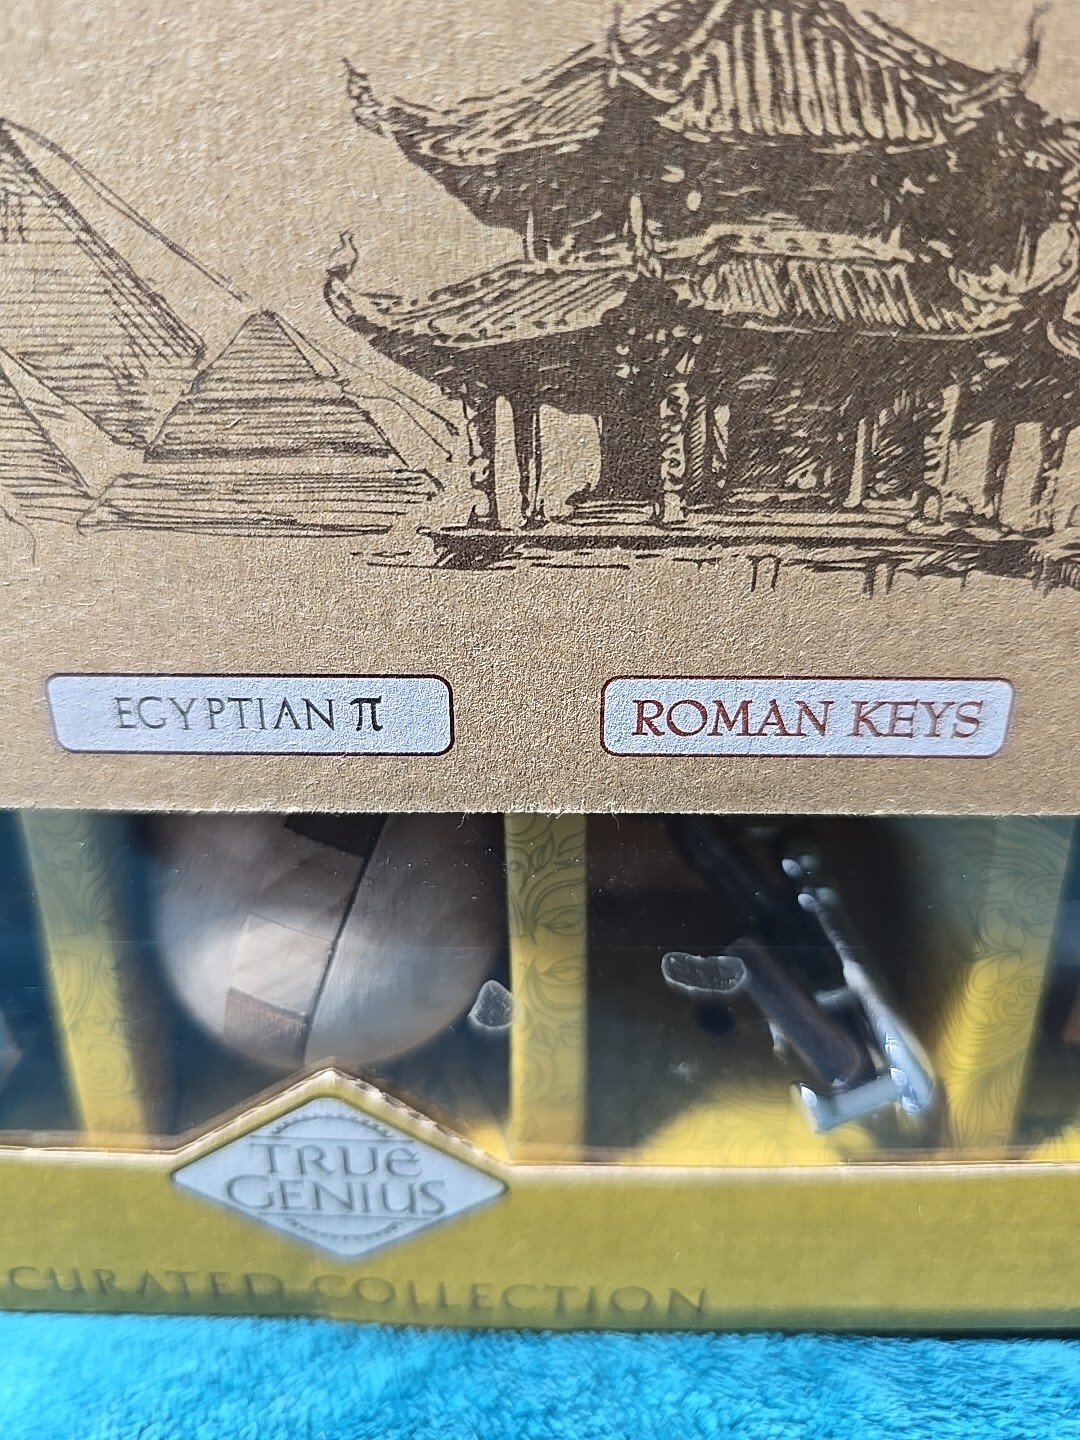 EGYPTIAN π
ROMAN KEYS
TRUE
GENIUS
CURATED COLLECTION